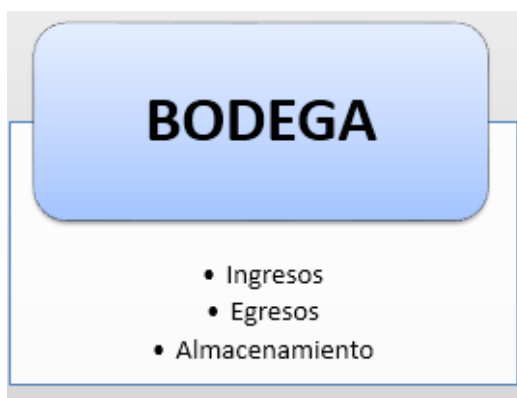 BODEGA
• Ingresos
• Egresos
• Almacenamiento